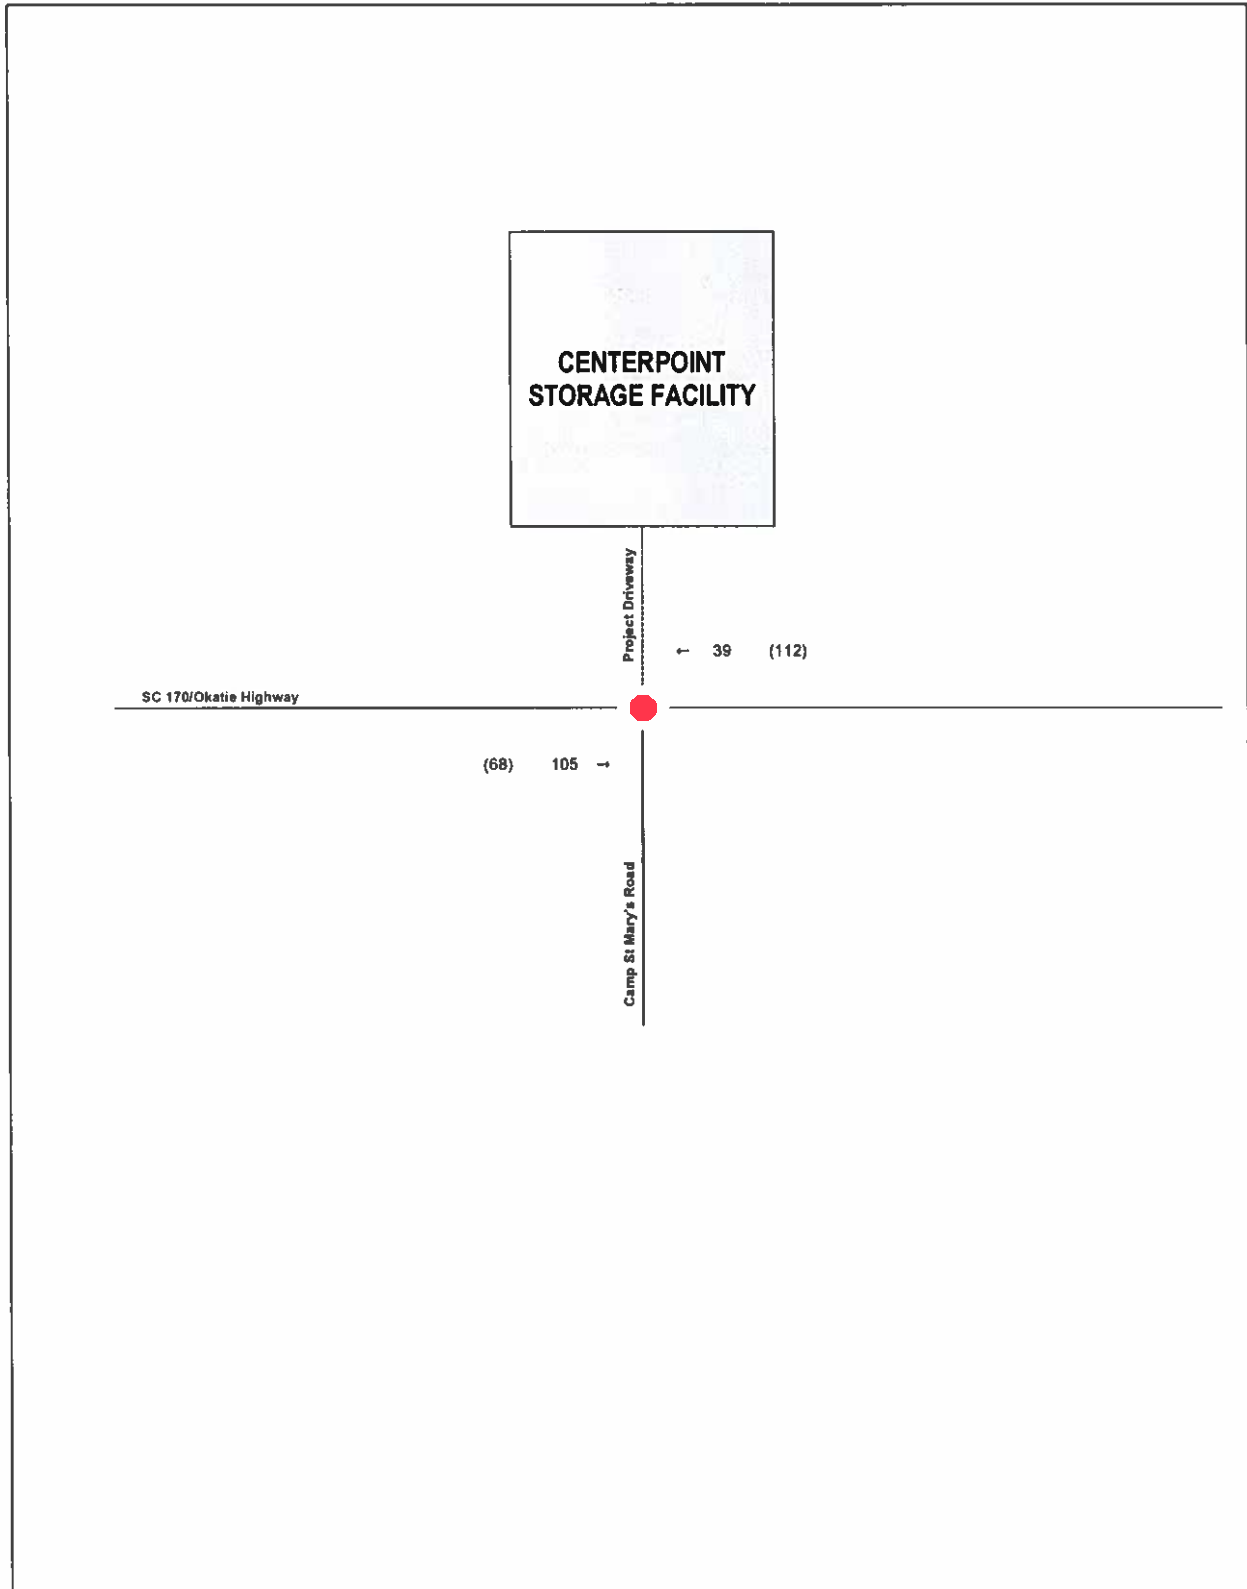 CENTERPOINT
STORAGE FACILITY
Project Driveway
← 39 (112)
SC 170/Okatie Highway
(68) 105 →
Camp St Mary's Road